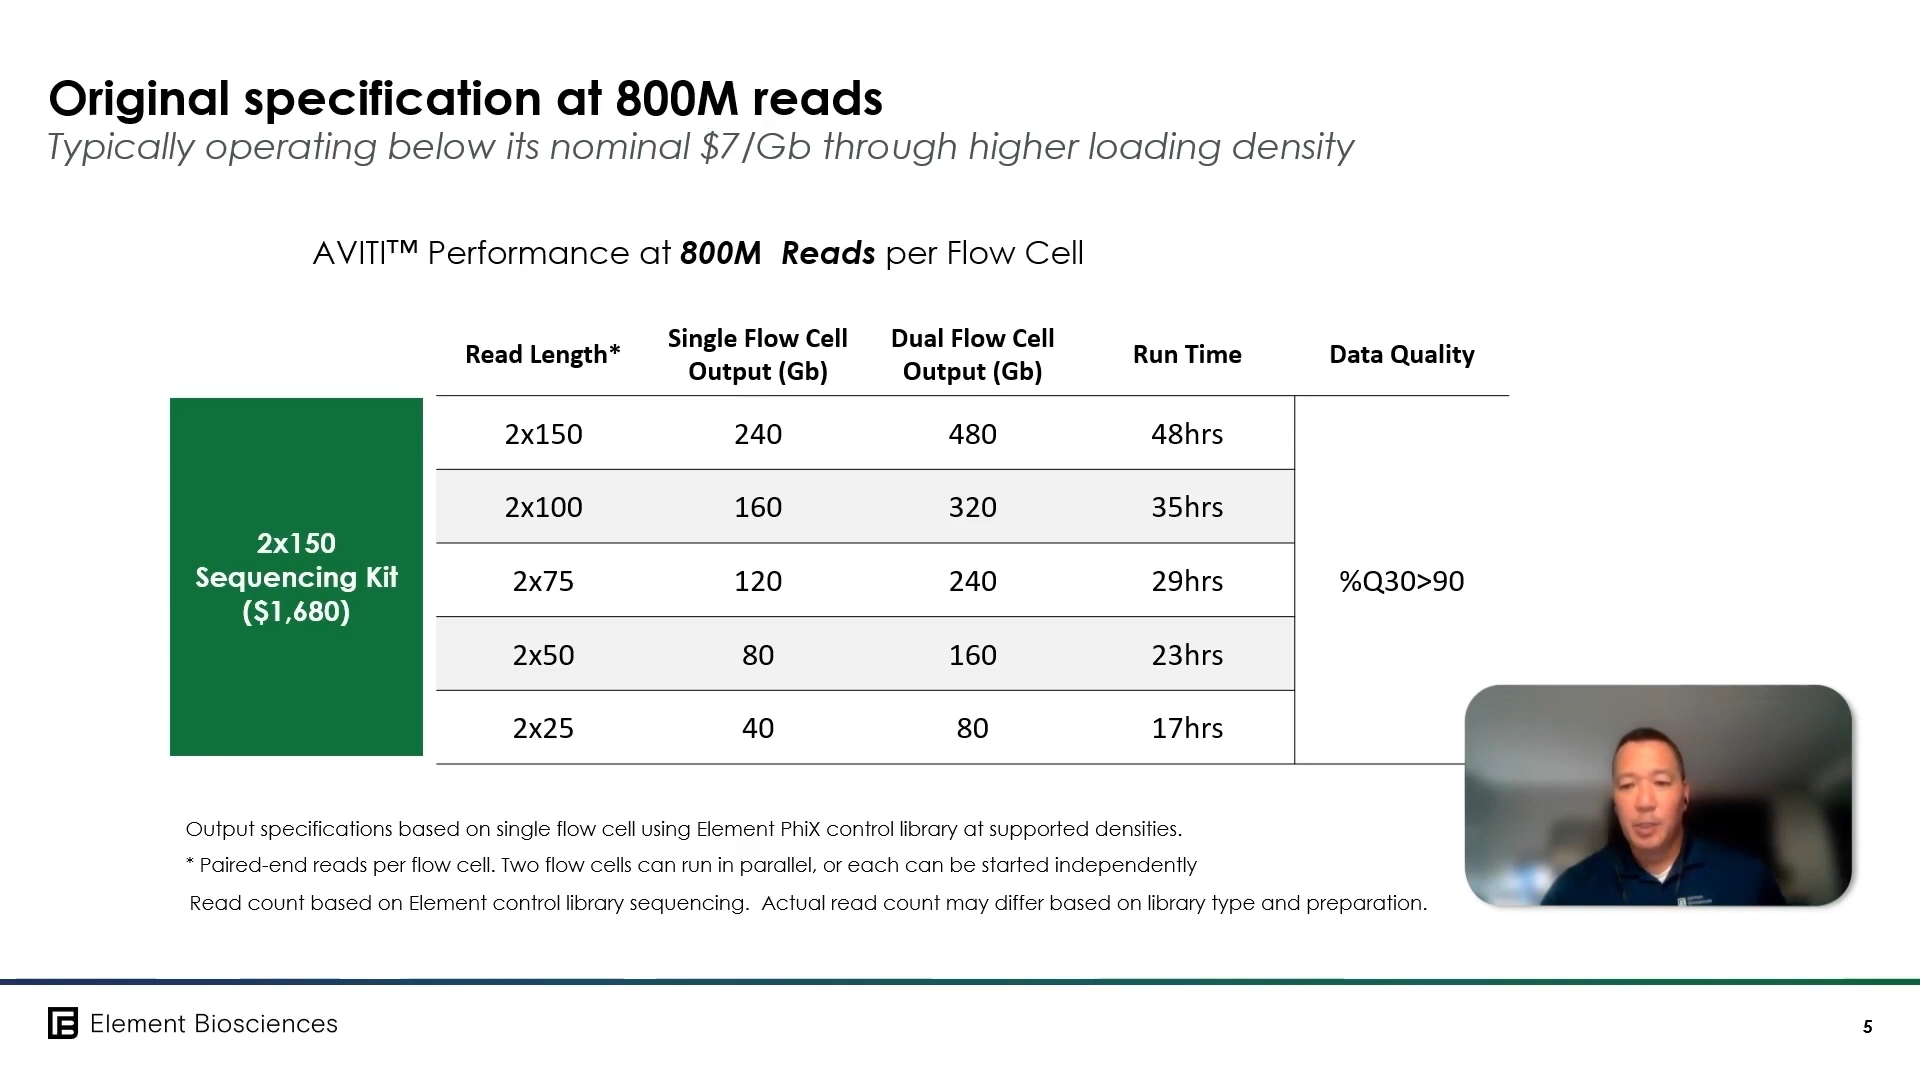 Original specification at 800M reads
Typically operating below its nominal $7/Gb through higher loading density
AVITI™ Performance at 800M  Reads per Flow Cell
Read Length*
Single Flow Cell
Output (Gb)
Dual Flow Cell
Output (Gb)
Run Time
Data Quality
2x150
Sequencing Kit
($1,680)
2x150 240 480 48hrs
2x100 160 320 35hrs
2x75 120 240 29hrs
%Q30>90
2x50 80 160 23hrs
2x25 40 80 17hrs
Output specifications based on single flow cell using Element PhiX control library at supported densities.
* Paired-end reads per flow cell. Two flow cells can run in parallel, or each can be started independently
Read count based on Element control library sequencing.  Actual read count may differ based on library type and preparation.
Element Biosciences
5